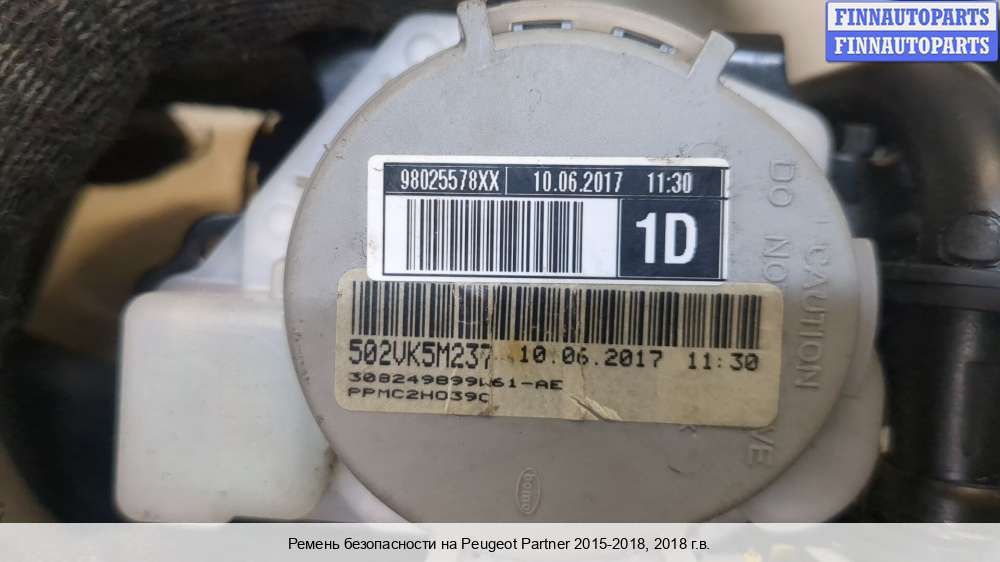 FINNAUTOPARTS
FINNAUTOPARTS
98025578XX 10.06.2017 11:30
1D
502VK5M237 10.06.2017 11:30
308249899W61-AE
PPMC2H039C
CAUTION
DO NOT
Ремень безопасности на Peugeot Partner 2015-2018, 2018 г.в.